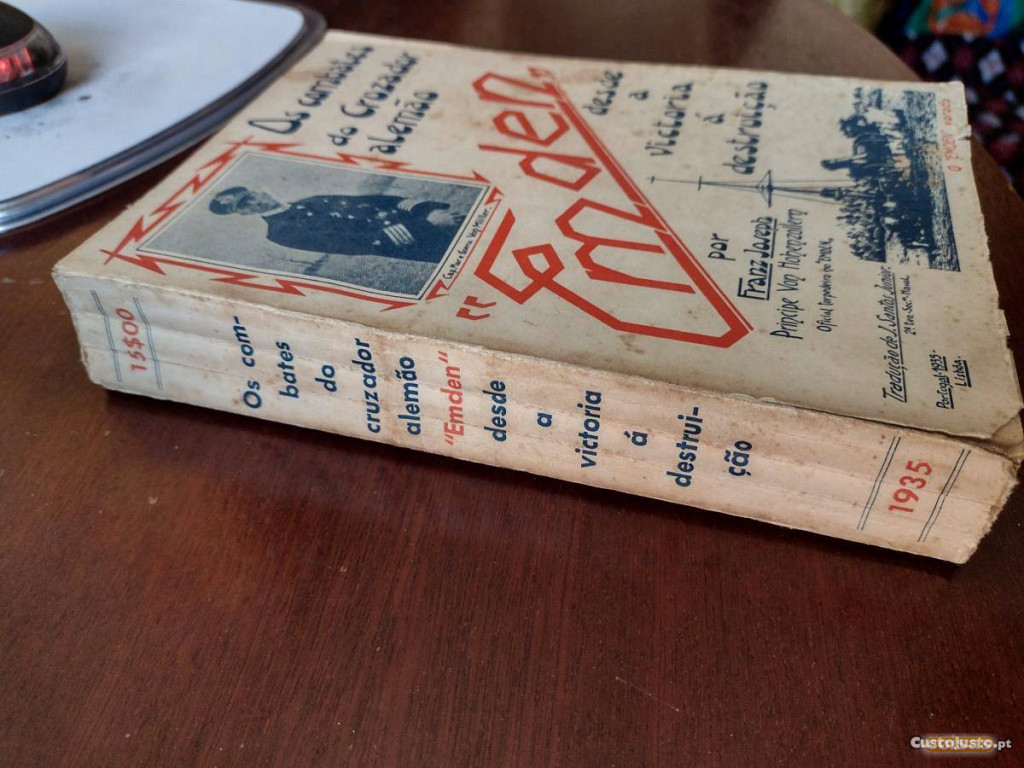 Os combates
do Cruzador
alemão
"Emden"
desde
a
victoria
á
destruição
por
Franz Joseph
Principe Von Hohenzollern
Tradução de J. Santos Junior
Portugal 1935
Lisboa.
15$00
Os com-
bates
do
cruzador
alemão
"Emden"
desde
a
victoria
á
destrui-
ção
1935
CustoJusto.pt